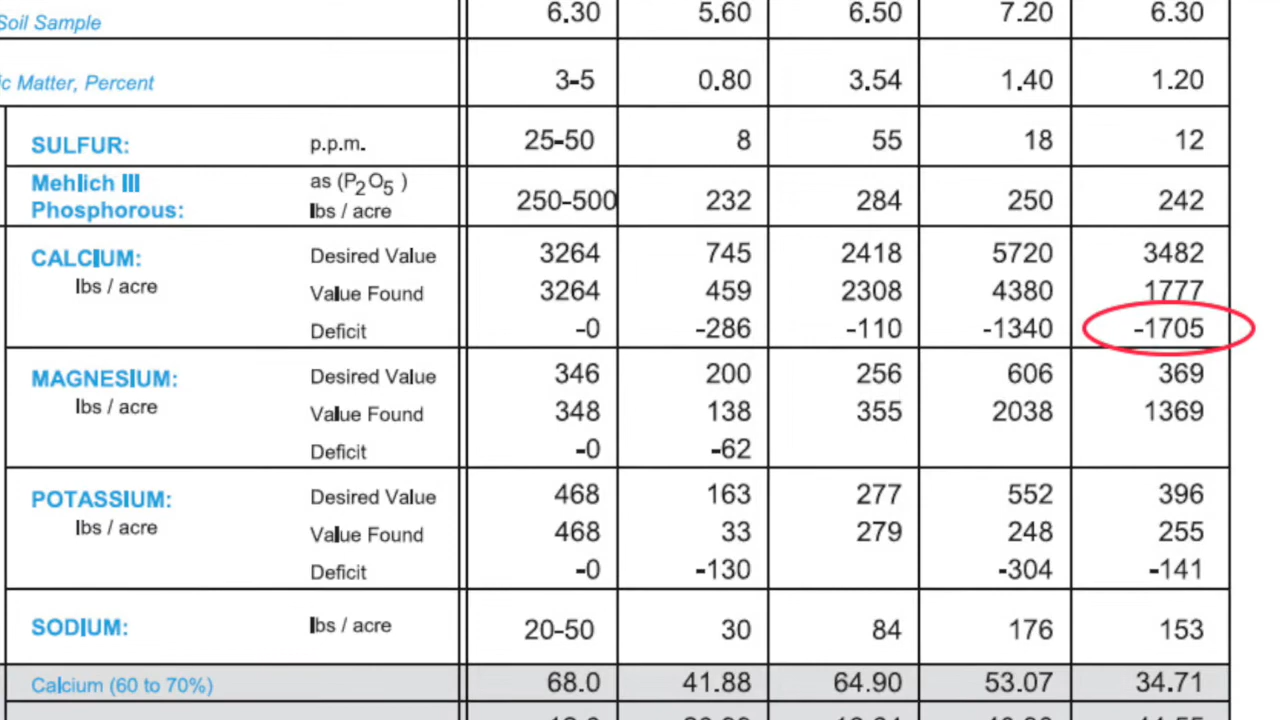 Soil Sample 6.30 5.60 6.50 7.20 6.30
ic Matter, Percent 3-5 0.80 3.54 1.40 1.20
SULFUR: p.p.m. 25-50 8 55 18 12
Mehlich III as (P2O5 )
Phosphorous: lbs / acre 250-500 232 284 250 242
CALCIUM: Desired Value 3264 745 2418 5720 3482
lbs / acre Value Found 3264 459 2308 4380 1777
Deficit -0 -286 -110 -1340 -1705
MAGNESIUM: Desired Value 346 200 256 606 369
lbs / acre Value Found 348 138 355 2038 1369
Deficit -0 -62
POTASSIUM: Desired Value 468 163 277 552 396
lbs / acre Value Found 468 33 279 248 255
Deficit -0 -130 -304 -141
SODIUM: lbs / acre 20-50 30 84 176 153
Calcium (60 to 70%) 68.0 41.88 64.90 53.07 34.71